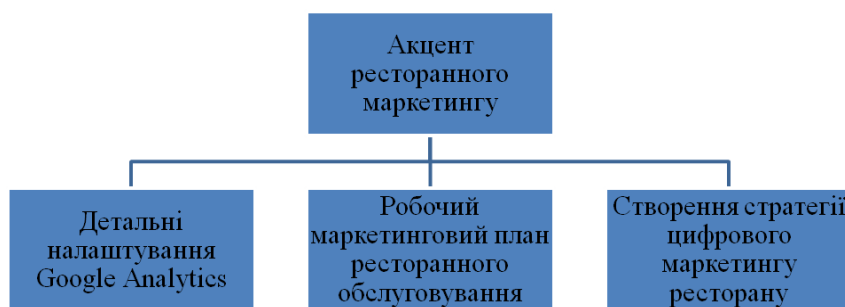 Акцент
ресторанного
маркетингу
Детальні
налаштування
Google Analytics
Робочий
маркетинговий план
ресторанного
обслуговування
Створення стратегії
цифрового
маркетингу
ресторану